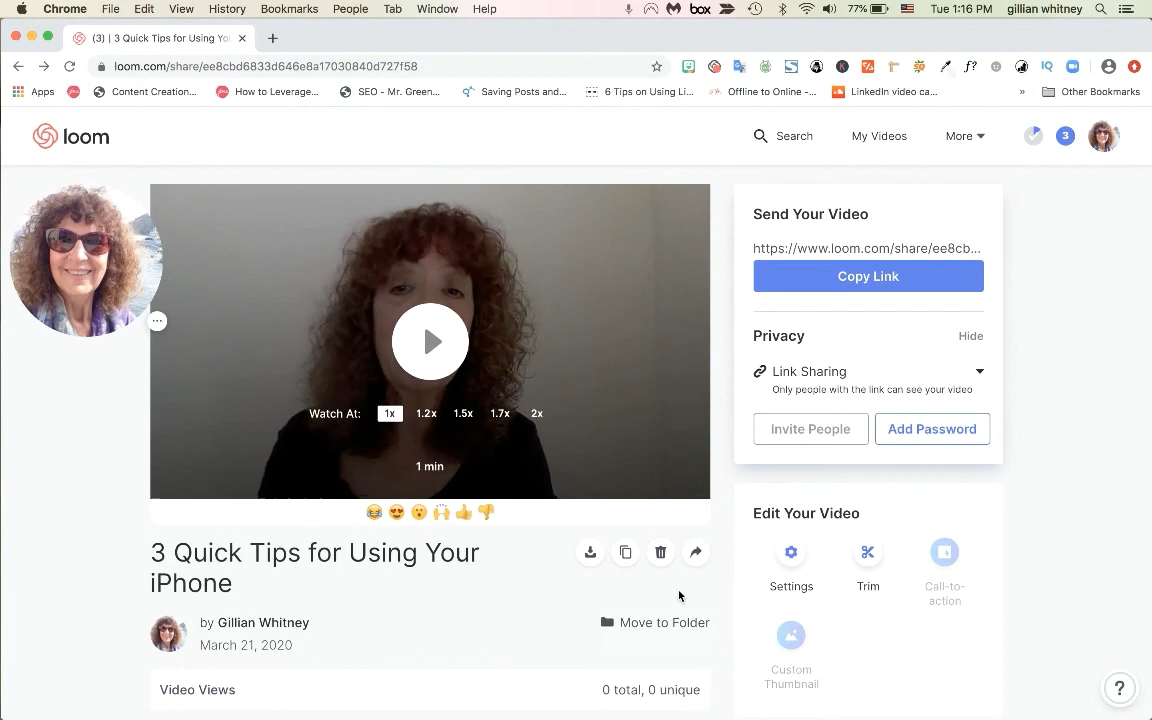 Chrome File Edit View History Bookmarks People Tab Window Help box 77% Tue 1:16 PM gillian whitney
(3) | 3 Quick Tips for Using You
loom.com/share/ee8cbd6833d646e8a17030840d727f58
Apps Content Creation... How to Leverage... SEO - Mr. Green... Saving Posts and... 6 Tips on Using Li... Offline to Online -... LinkedIn video ca... » Other Bookmarks
loom Search My Videos More 3
Send Your Video
https://www.loom.com/share/ee8cb...
Copy Link
Privacy Hide
Link Sharing
Only people with the link can see your video
Invite People Add Password
Watch At: 1x 1.2x 1.5x 1.7x 2x
1 min
3 Quick Tips for Using Your
iPhone
by Gillian Whitney
March 21, 2020
Move to Folder
Video Views 0 total, 0 unique
Edit Your Video
Settings Trim Call-to-
action
Custom
Thumbnail
?